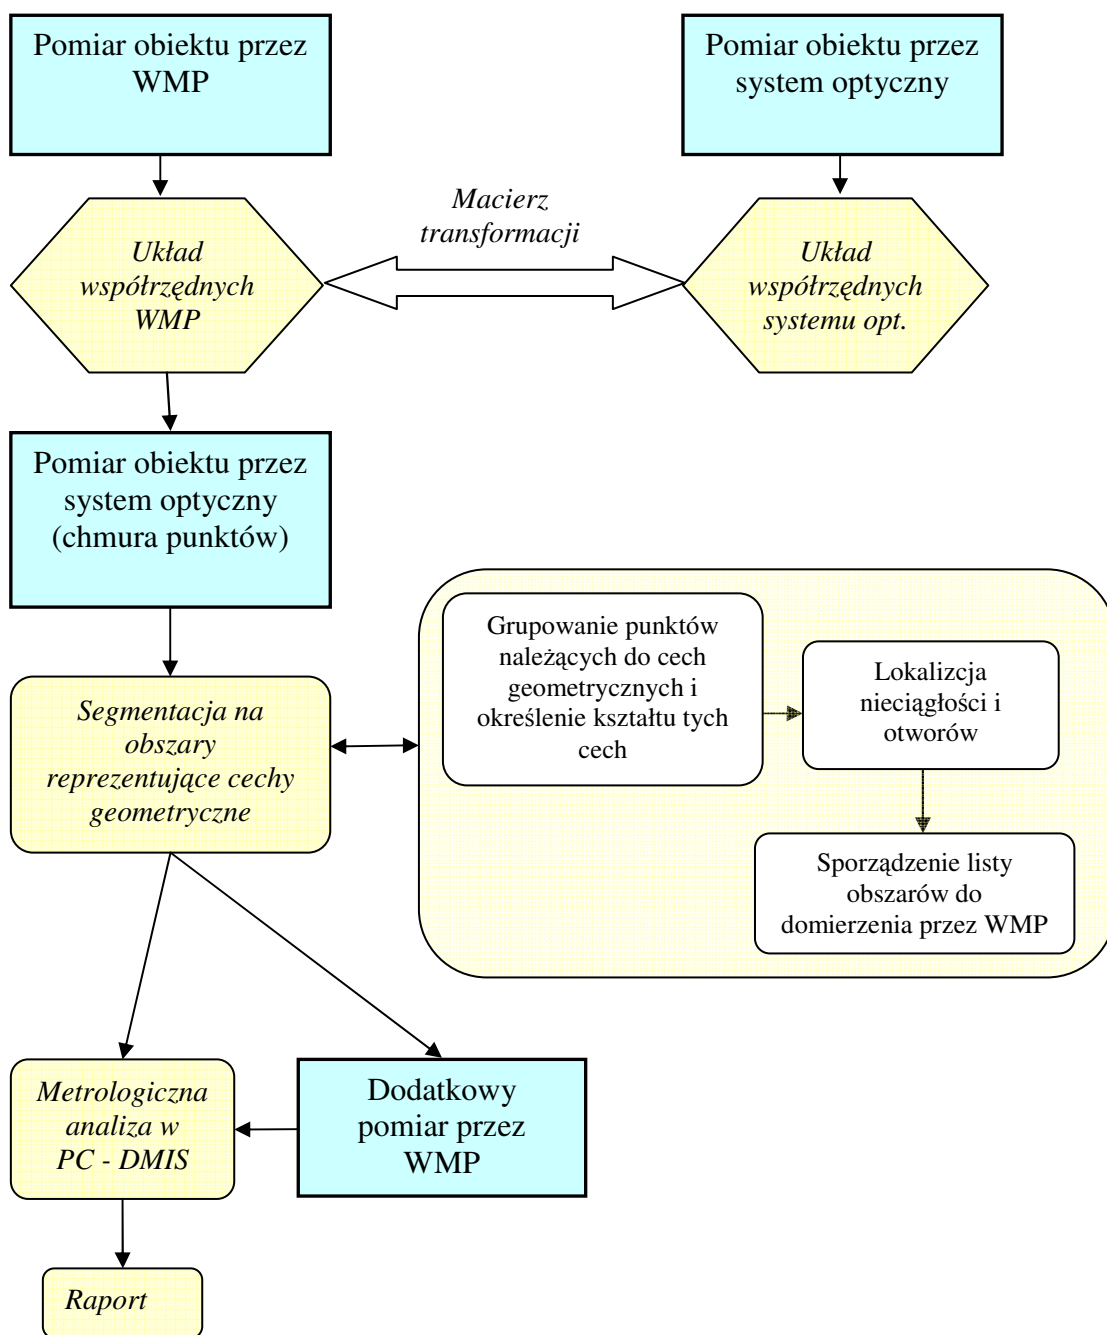 Pomiar obiektu przez
WMP
Pomiar obiektu przez
system optyczny
Macierz
transformacji
Układ
współrzędnych
WMP
Układ
współrzędnych
systemu opt.
Pomiar obiektu przez
system optyczny
(chmura punktów)
Grupowanie punktów
należących do cech
geometrycznych i
określenie kształtu tych
cech
Lokalizcja
nieciągłości i
otworów
Segmentacja na
obszary
reprezentujące cechy
geometryczne
Sporządzenie listy
obszarów do
domierzenia przez WMP
Metrologiczna
analiza w
PC - DMIS
Dodatkowy
pomiar przez
WMP
Raport